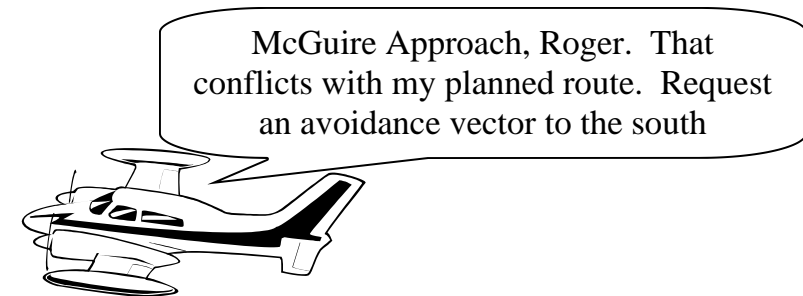 McGuire Approach, Roger.  That
conflicts with my planned route.  Request
an avoidance vector to the south